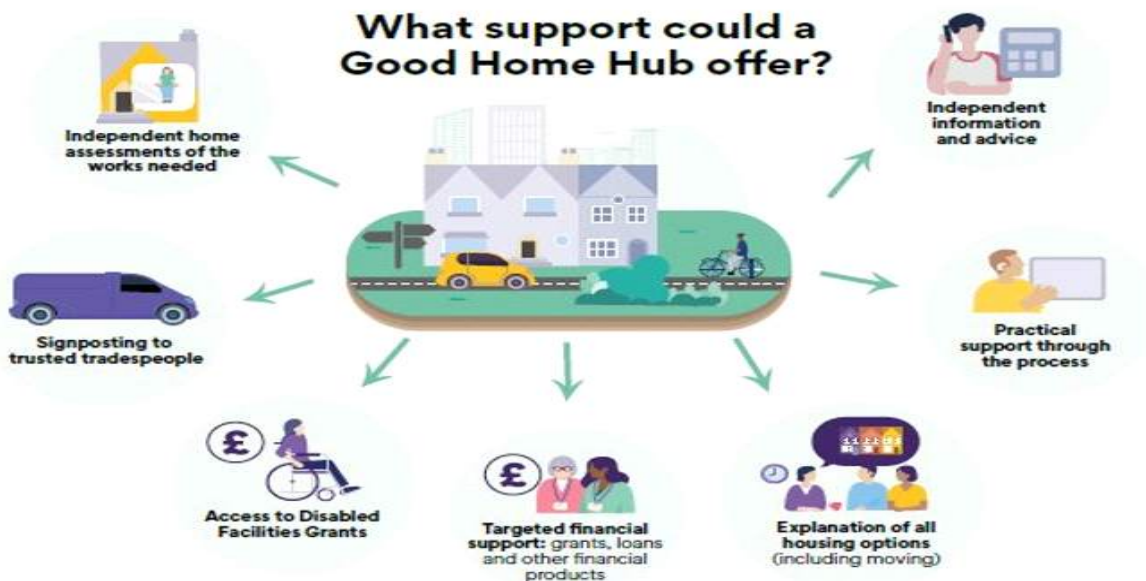 What support could a
Good Home Hub offer?
Independent home
assessments of the
works needed
Independent
information
and advice
Signposting to
trusted tradespeople
Practical
support through
the process
£
Access to Disabled
Facilities Grants
£
Targeted financial
support: grants, loans
and other financial
products
Explanation of all
housing options
(including moving)